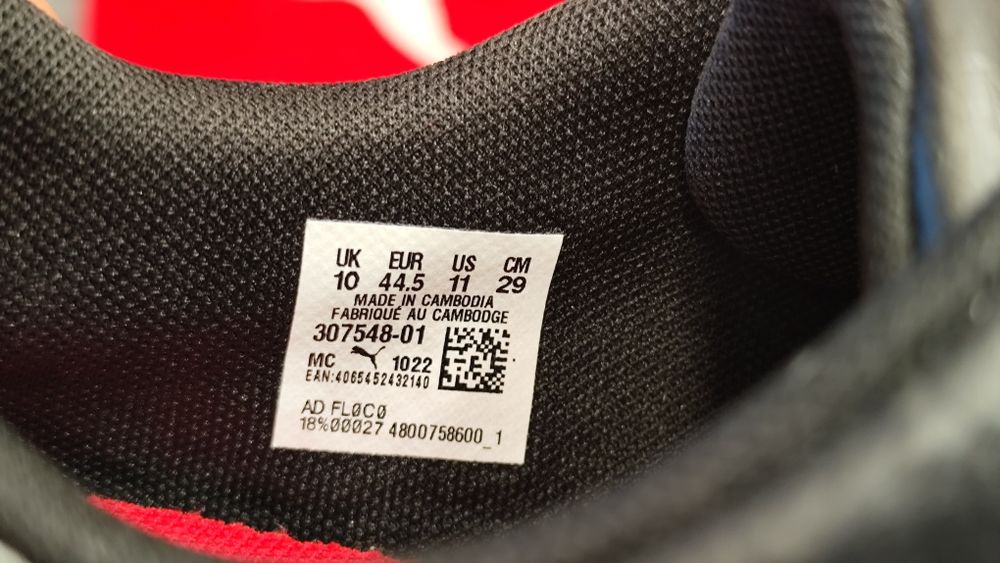 UK EUR US CM
10 44.5 11 29
MADE IN CAMBODIA
FABRIQUÉ AU CAMBODGE
307548-01
MC 1022
EAN:4065452432140
AD FL0C0
18%00027 4800758600_1